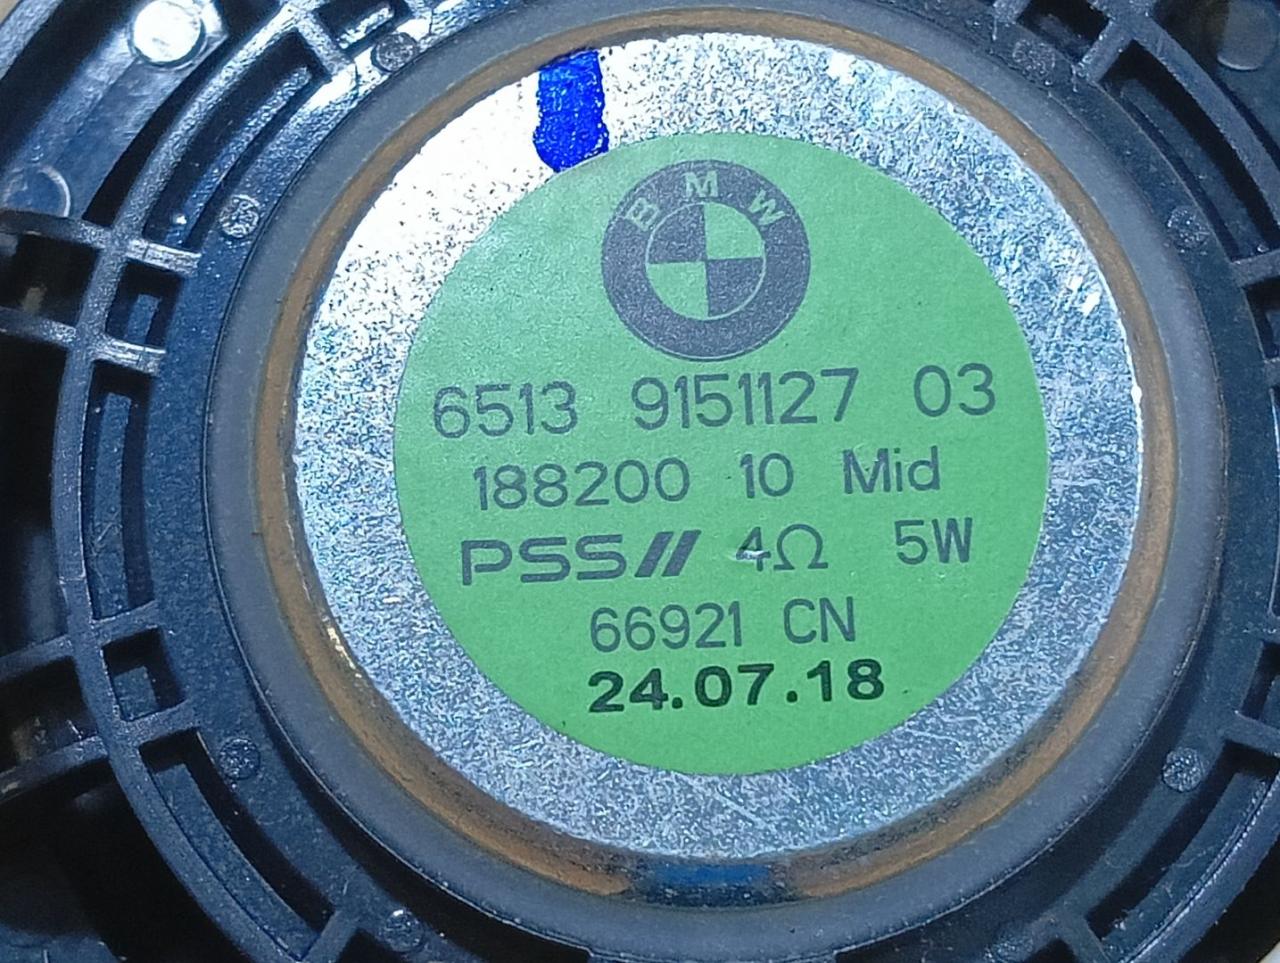 BMW
6513 9151127 03
188200 10 Mid
PSS// 4Ω 5W
66921 CN
24.07.18